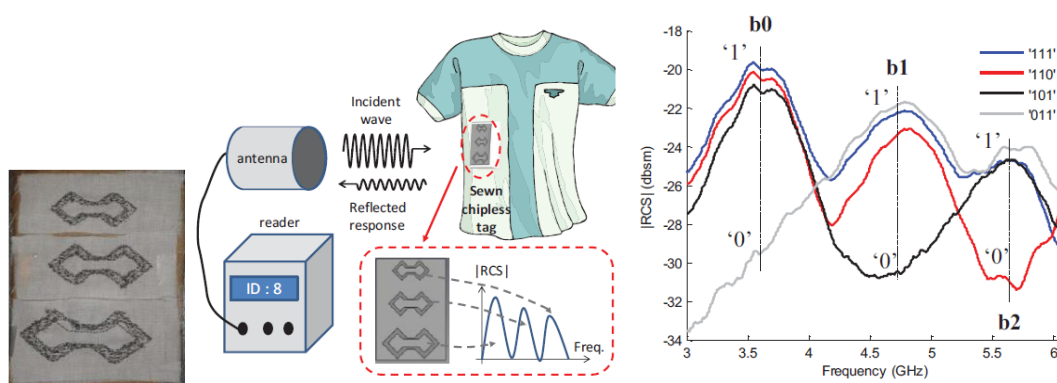 Incident
wave
antenna
Reflected
response
Sewn
chipless
tag
reader
ID : 8
|RCS|
Freq.
b0
b1
b2
'1'
'1'
'1'
'0'
'0'
'0'
'111'
'110'
'101'
'011'
|RCS| (dbsm)
-18
-20
-22
-24
-26
-28
-30
-32
-34
3
3.5
4
4.5
5
5.5
6
Frequency (GHz)